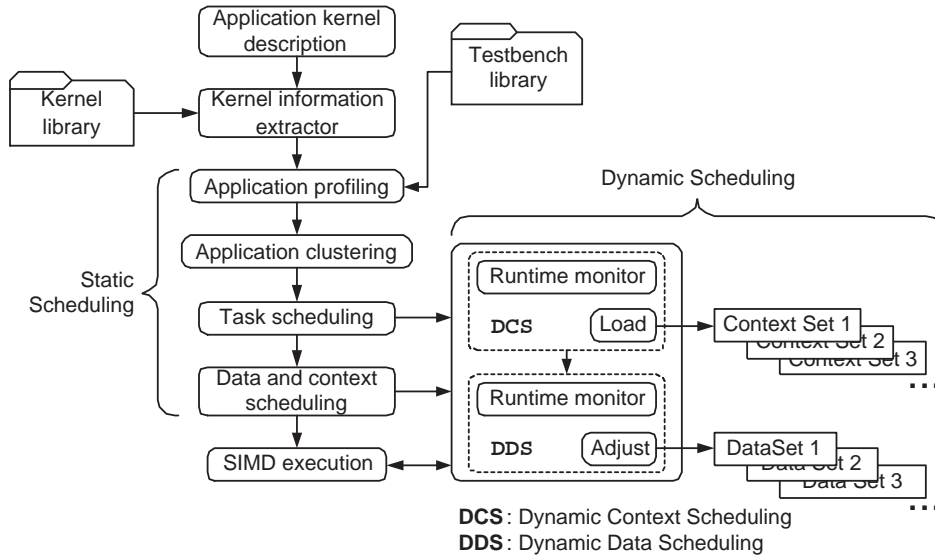 Application kernel
description
Testbench
library
Kernel
library
Kernel information
extractor
Application profiling
Dynamic Scheduling
Application clustering
Static
Scheduling
Runtime monitor
Task scheduling
DCS
Load
Context Set 1
Context Set 2
Context Set 3
...
Data and context
scheduling
Runtime monitor
SIMD execution
DDS
Adjust
DataSet 1
Data Set 2
Data Set 3
...
DCS : Dynamic Context Scheduling
DDS : Dynamic Data Scheduling